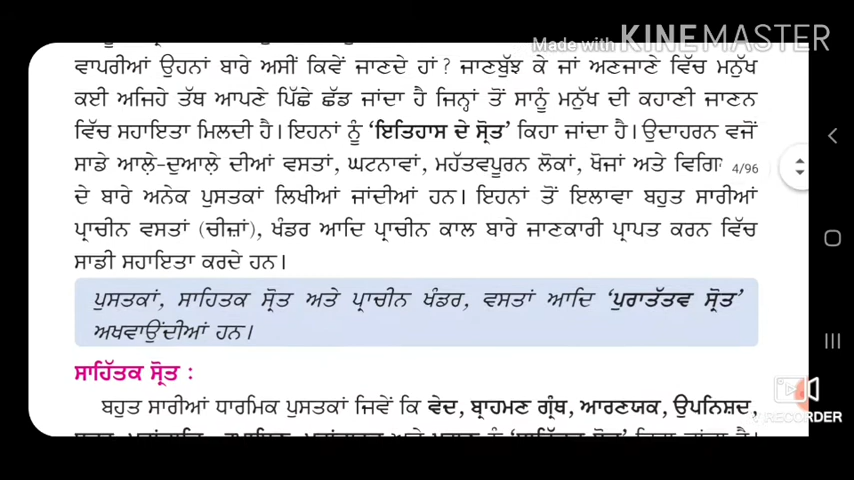 Made with KINEMASTER
ਵਾਪਰੀਆਂ ਉਹਨਾਂ ਬਾਰੇ ਅਸੀਂ ਕਿਵੇਂ ਜਾਣਦੇ ਹਾਂ? ਜਾਣਬੁੱਝ ਕੇ ਜਾਂ ਅਣਜਾਣੇ ਵਿੱਚ ਮਨੁੱਖ
ਕਈ ਅਜਿਹੇ ਤੱਥ ਆਪਣੇ ਪਿੱਛੇ ਛੱਡ ਜਾਂਦਾ ਹੈ ਜਿਨ੍ਹਾਂ ਤੋਂ ਸਾਨੂੰ ਮਨੁੱਖ ਦੀ ਕਹਾਣੀ ਜਾਣਨ
ਵਿੱਚ ਸਹਾਇਤਾ ਮਿਲਦੀ ਹੈ। ਇਹਨਾਂ ਨੂੰ ‘ਇਤਿਹਾਸ ਦੇ ਸ੍ਰੋਤ’ ਕਿਹਾ ਜਾਂਦਾ ਹੈ। ਉਦਾਹਰਨ ਵਜੋਂ
ਸਾਡੇ ਆਲ਼ੇ-ਦੁਆਲ਼ੇ ਦੀਆਂ ਵਸਤਾਂ, ਘਟਨਾਵਾਂ, ਮਹੱਤਵਪੂਰਨ ਲੋਕਾਂ, ਖੋਜਾਂ ਅਤੇ 4/96
ਦੇ ਬਾਰੇ ਅਨੇਕ ਪੁਸਤਕਾਂ ਲਿਖੀਆਂ ਜਾਂਦੀਆਂ ਹਨ। ਇਹਨਾਂ ਤੋਂ ਇਲਾਵਾ ਬਹੁਤ ਸਾਰੀਆਂ
ਪ੍ਰਾਚੀਨ ਵਸਤਾਂ (ਚੀਜ਼ਾਂ), ਖੰਡਰ ਆਦਿ ਪ੍ਰਾਚੀਨ ਕਾਲ ਬਾਰੇ ਜਾਣਕਾਰੀ ਪ੍ਰਾਪਤ ਕਰਨ ਵਿੱਚ
ਸਾਡੀ ਸਹਾਇਤਾ ਕਰਦੇ ਹਨ।
ਪੁਸਤਕਾਂ, ਸਾਹਿਤਕ ਸ੍ਰੋਤ ਅਤੇ ਪ੍ਰਾਚੀਨ ਖੰਡਰ, ਵਸਤਾਂ ਆਦਿ ‘ਪੁਰਾਤੱਤਵ ਸ੍ਰੋਤ’
ਅਖਵਾਉਂਦੀਆਂ ਹਨ।
ਸਾਹਿੱਤਕ ਸ੍ਰੋਤ :
ਬਹੁਤ ਸਾਰੀਆਂ ਧਾਰਮਿਕ ਪੁਸਤਕਾਂ ਜਿਵੇਂ ਕਿ ਵੇਦ, ਬ੍ਰਾਹਮਣ ਗ੍ਰੰਥ, ਆਰਣਯਕ, ਉਪਨਿਸ਼ਦ,
RECORDER